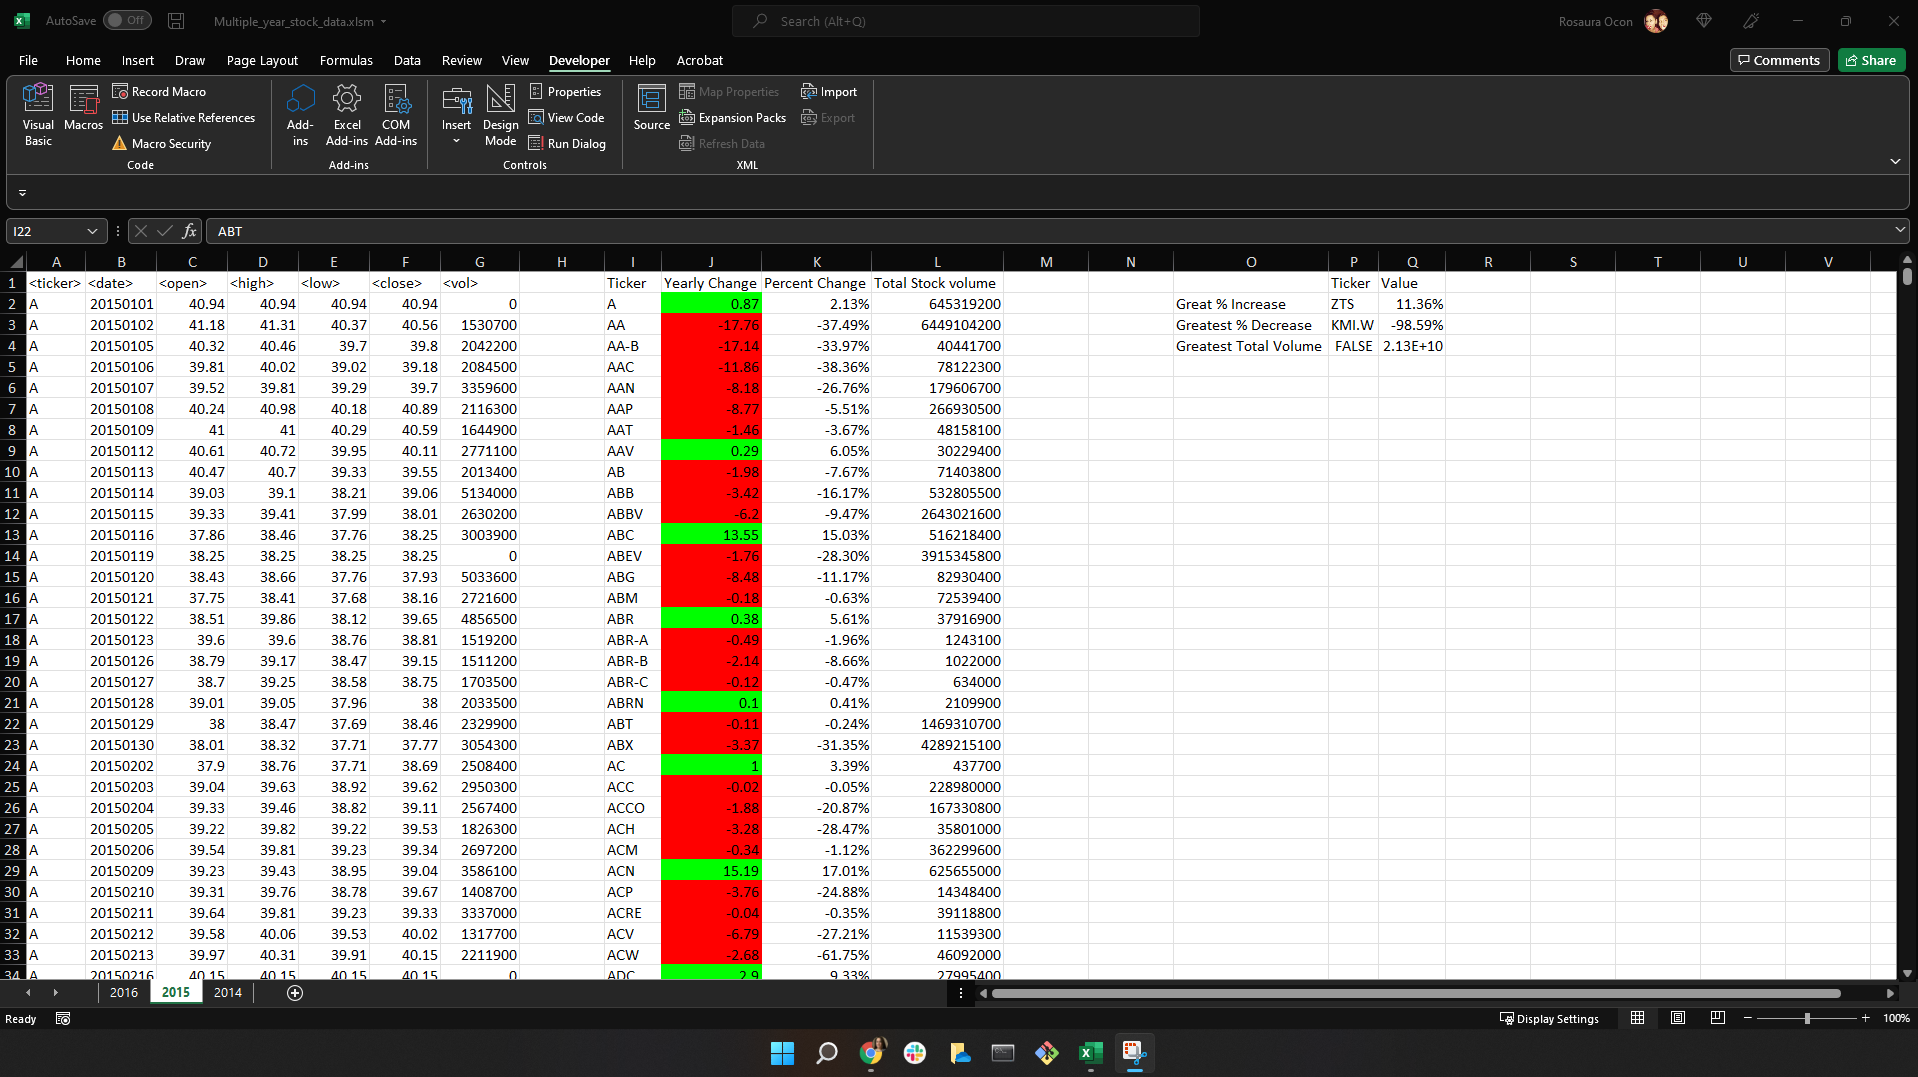 AutoSave Off Multiple_year_stock_data.xlsm Search (Alt+Q) Rosaura Ocon
File Home Insert Draw Page Layout Formulas Data Review View Developer Help Acrobat Comments Share
Visual Basic Macros Record Macro Use Relative References Macro Security Code
Add-ins Excel Add-ins COM Add-ins Add-ins
Insert Design Mode Properties View Code Run Dialog Controls
Source Map Properties Expansion Packs Refresh Data Import Export XML
I22 fx ABT
A B C D E F G H I J K L M N O P Q R S T U V
1 <ticker> <date> <open> <high> <low> <close> <vol> Ticker Yearly Change Percent Change Total Stock volume Ticker Value
2 A 20150101 40.94 40.94 40.94 40.94 0 A 0.87 2.13% 645319200 Great % Increase ZTS 11.36%
3 A 20150102 41.18 41.31 40.37 40.56 1530700 AA -17.76 -37.49% 6449104200 Greatest % Decrease KMI.W -98.59%
4 A 20150105 40.32 40.46 39.7 39.8 2042200 AA-B -17.14 -33.97% 40441700 Greatest Total Volume FALSE 2.13E+10
5 A 20150106 39.81 40.02 39.02 39.18 2084500 AAC -11.86 -38.36% 78122300
6 A 20150107 39.52 39.81 39.29 39.7 3359600 AAN -8.18 -26.76% 179606700
7 A 20150108 40.24 40.98 40.18 40.89 2116300 AAP -8.77 -5.51% 266930500
8 A 20150109 41 41 40.29 40.59 1644900 AAT -1.46 -3.67% 48158100
9 A 20150112 40.61 40.72 39.95 40.11 2771100 AAV 0.29 6.05% 30229400
10 A 20150113 40.47 40.7 39.33 39.55 2013400 AB -1.98 -7.67% 71403800
11 A 20150114 39.03 39.1 38.21 39.06 5134000 ABB -3.42 -16.17% 532805500
12 A 20150115 39.33 39.41 37.99 38.01 2630200 ABBV -6.2 -9.47% 2643021600
13 A 20150116 37.86 38.46 37.76 38.25 3003900 ABC 13.55 15.03% 516218400
14 A 20150119 38.25 38.25 38.25 38.25 0 ABEV -1.76 -28.30% 3915345800
15 A 20150120 38.43 38.66 37.76 37.93 5033600 ABG -8.48 -11.17% 82930400
16 A 20150121 37.75 38.41 37.68 38.16 2721600 ABM -0.18 -0.63% 72539400
17 A 20150122 38.51 39.86 38.12 39.65 4856500 ABR 0.38 5.61% 37916900
18 A 20150123 39.6 39.6 38.76 38.81 1519200 ABR-A -0.49 -1.96% 1243100
19 A 20150126 38.79 39.17 38.47 39.15 1511200 ABR-B -2.14 -8.66% 1022000
20 A 20150127 38.7 39.25 38.58 38.75 1703500 ABR-C -0.12 -0.47% 634000
21 A 20150128 39.01 39.05 37.96 38 2033500 ABRN 0.1 0.41% 2109900
22 A 20150129 38 38.47 37.69 38.46 2329900 ABT -0.11 -0.24% 1469310700
23 A 20150130 38.01 38.32 37.71 37.77 3054300 ABX -3.37 -31.35% 4289215100
24 A 20150202 37.9 38.76 37.71 38.69 2508400 AC 1 3.39% 437700
25 A 20150203 39.04 39.63 38.92 39.62 2950300 ACC -0.02 -0.05% 228980000
26 A 20150204 39.33 39.46 38.82 39.11 2567400 ACCO -1.88 -20.87% 167330800
27 A 20150205 39.22 39.82 39.22 39.53 1826300 ACH -3.28 -28.47% 35801000
28 A 20150206 39.54 39.81 39.23 39.34 2697200 ACM -0.34 -1.12% 362299600
29 A 20150209 39.23 39.43 38.95 39.04 3586100 ACN 15.19 17.01% 625655000
30 A 20150210 39.31 39.76 38.78 39.67 1408700 ACP -3.76 -24.88% 14348400
31 A 20150211 39.64 39.81 39.23 39.33 3337000 ACRE -0.04 -0.35% 39118800
32 A 20150212 39.58 40.06 39.53 40.02 1317700 ACV -6.79 -27.21% 11539300
33 A 20150213 39.97 40.31 39.91 40.15 2211900 ACW -2.68 -61.75% 46092000
34 A 20150216 40.15 40.15 40.15 40.15 0 ADC 2.9 9.33% 27995400
2016 2015 2014
Ready Display Settings 100%